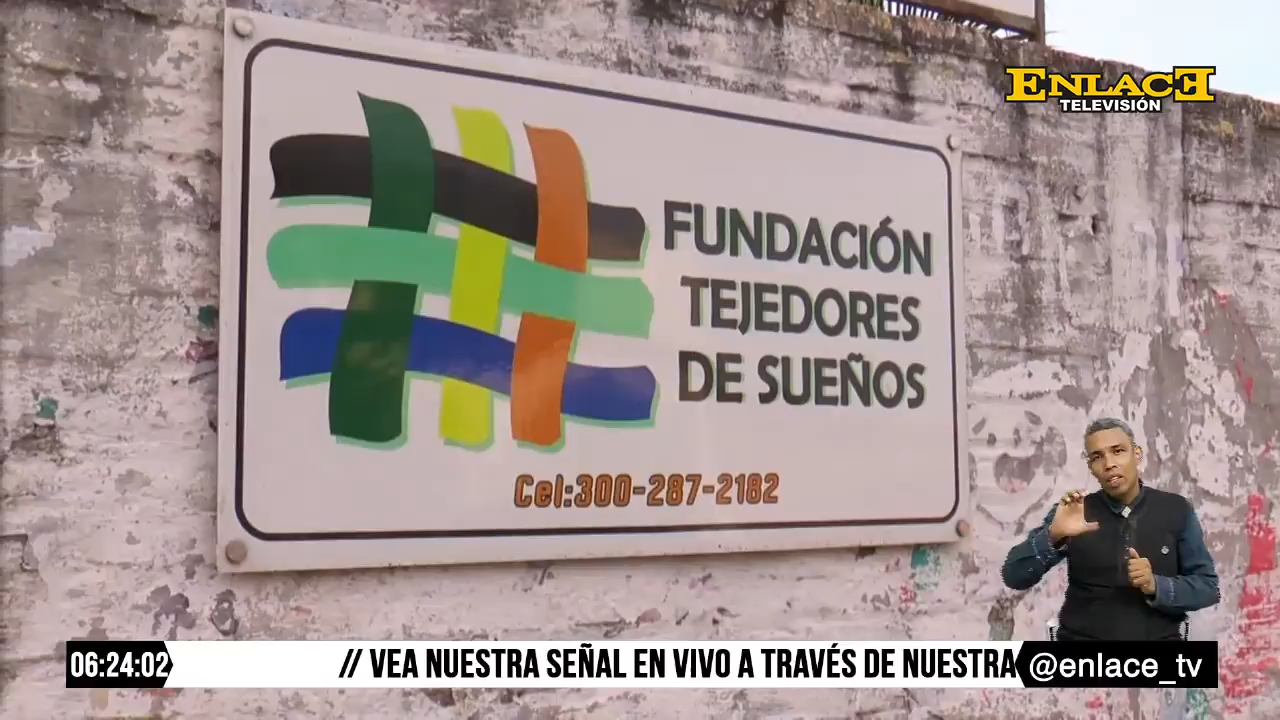 ENLACE
TELEVISIÓN
FUNDACIÓN
TEJEDORES
DE SUEÑOS
Cel:300-287-2182
06:24:02
// VEA NUESTRA SEÑAL EN VIVO A TRAVÉS DE NUESTRA
@enlace_tv